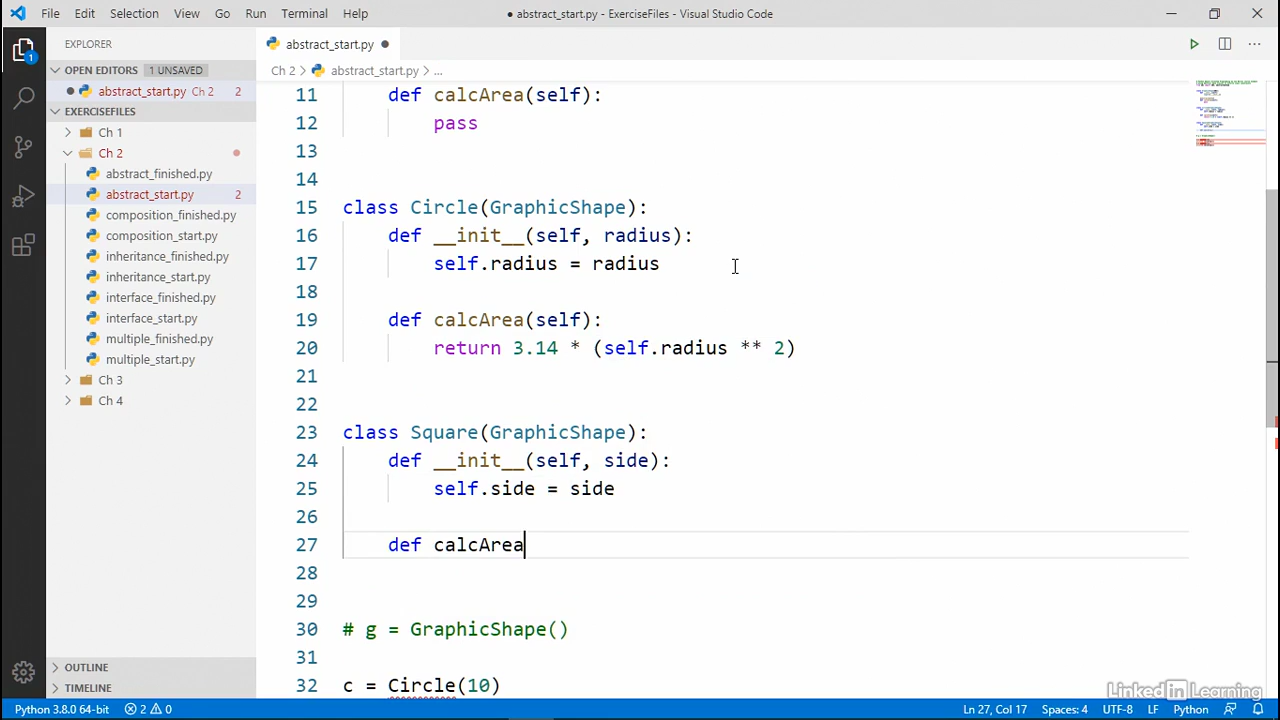 File Edit Selection View Go Run Terminal Help
● abstract_start.py - ExerciseFiles - Visual Studio Code
EXPLORER
abstract_start.py ●
OPEN EDITORS 1 UNSAVED
Ch 2 > abstract_start.py > ...
● abstract_start.py Ch 2 2
EXERCISEFILES
Ch 1
Ch 2
abstract_finished.py
abstract_start.py 2
composition_finished.py
composition_start.py
inheritance_finished.py
inheritance_start.py
interface_finished.py
interface_start.py
multiple_finished.py
multiple_start.py
Ch 3
Ch 4
OUTLINE
TIMELINE
1
11 def calcArea(self):
12 pass
13
14
15 class Circle(GraphicShape):
16 def __init__(self, radius):
17 self.radius = radius
18
19 def calcArea(self):
20 return 3.14 * (self.radius ** 2)
21
22
23 class Square(GraphicShape):
24 def __init__(self, side):
25 self.side = side
26
27 def calcArea
28
29
30 # g = GraphicShape()
31
32 c = Circle(10)
Linked in Learning
Python 3.8.0 64-bit 2 0 Ln 27, Col 17 Spaces: 4 UTF-8 LF Python